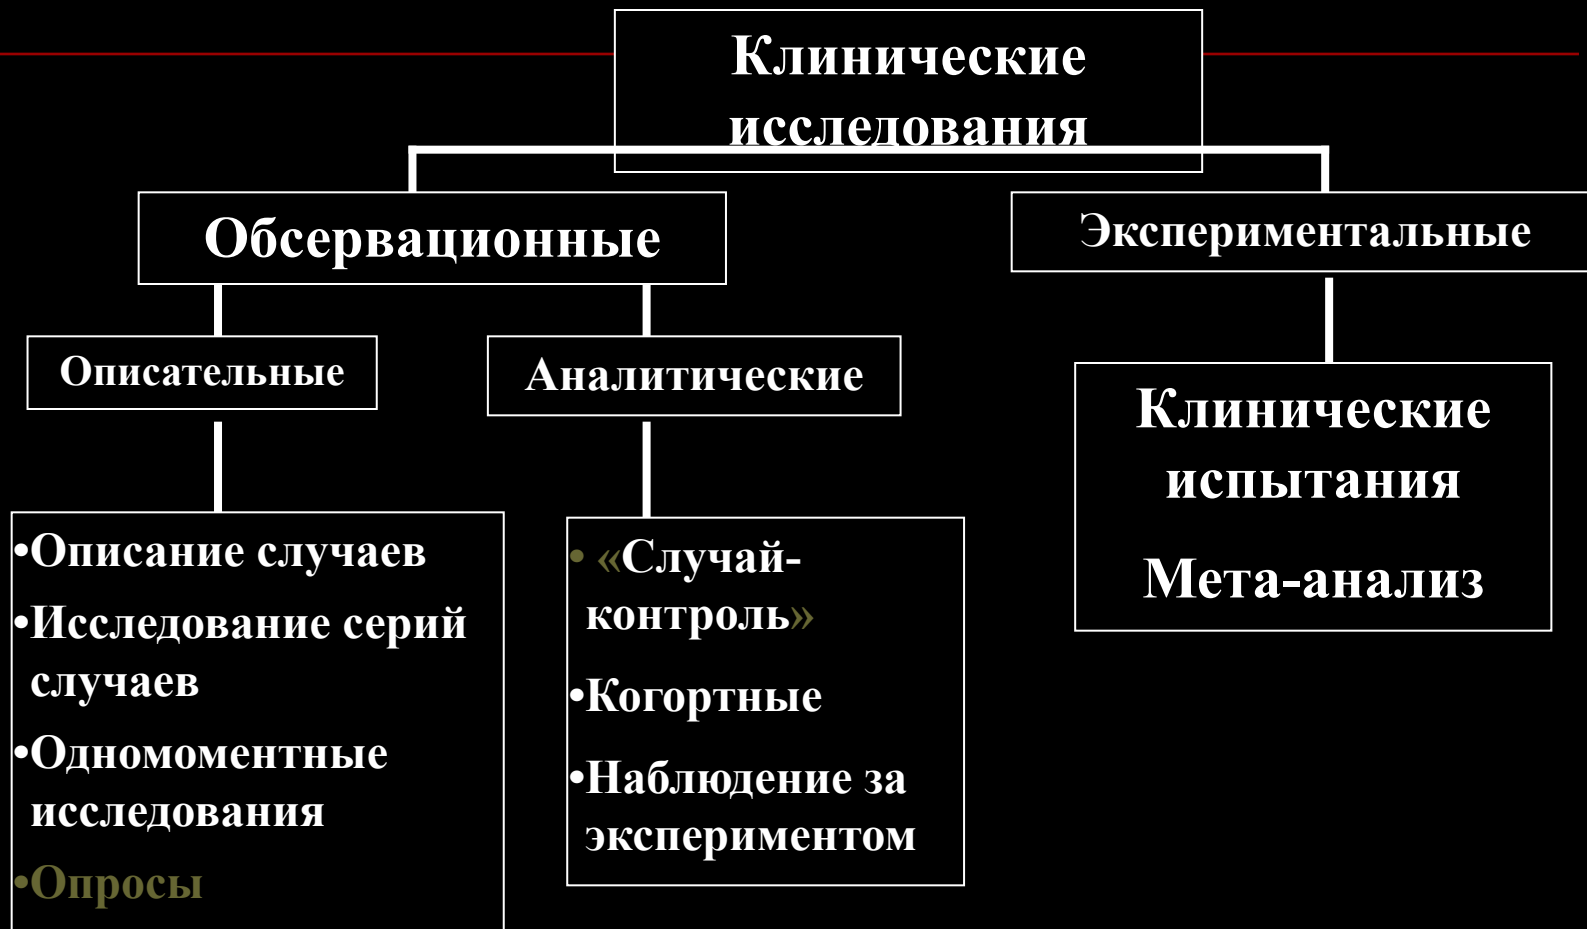 Клинические
исследования
Обсервационные
Экспериментальные
Описательные
Аналитические
Клинические
испытания
Мета-анализ
•Описание случаев
•Исследование серий
случаев
•Одномоментные
исследования
•Опросы
• «Случай-
контроль»
•Когортные
•Наблюдение за
экспериментом